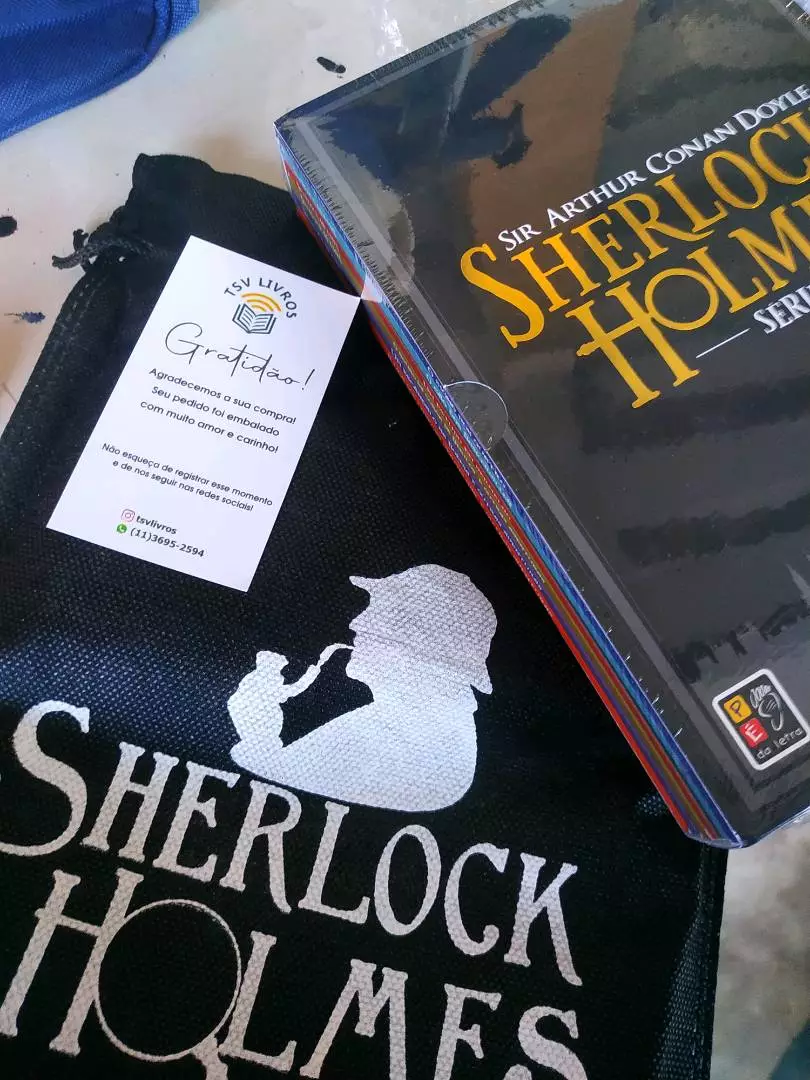 SIR ARTHUR CONAN DOYLE
SHERLOCK
HOLM
SERI
TSV LIVROS
Gratidão!
Agradecemos a sua compra!
Seu pedido foi embalado
com muito amor e carinho!
Não esqueça de registrar esse momento
e de nos seguir nas redes sociais!
tsvlivros
(11)3695-2594
PÉ
da letra
SHERLOCK
HOLMES